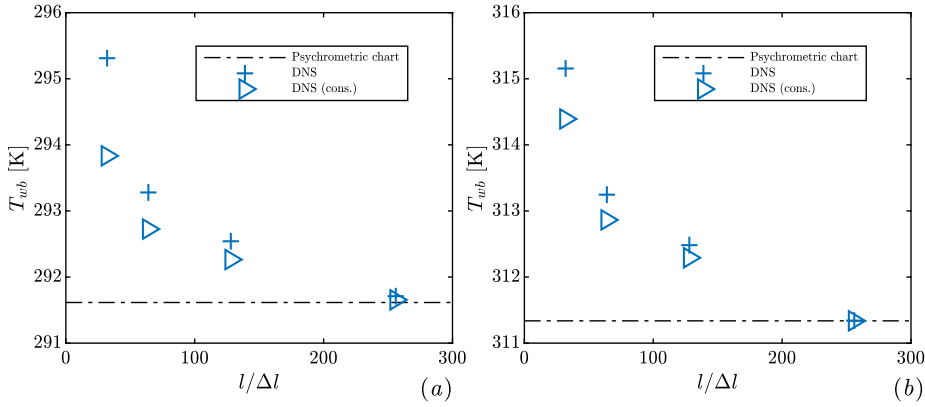 296
295
294
293
292
291
T_wb [K]
Psychrometric chart
DNS
DNS (cons.)
0
100
200
300
l/Δl
(a)
316
315
314
313
312
311
T_wb [K]
Psychrometric chart
DNS
DNS (cons.)
0
100
200
300
l/Δl
(b)